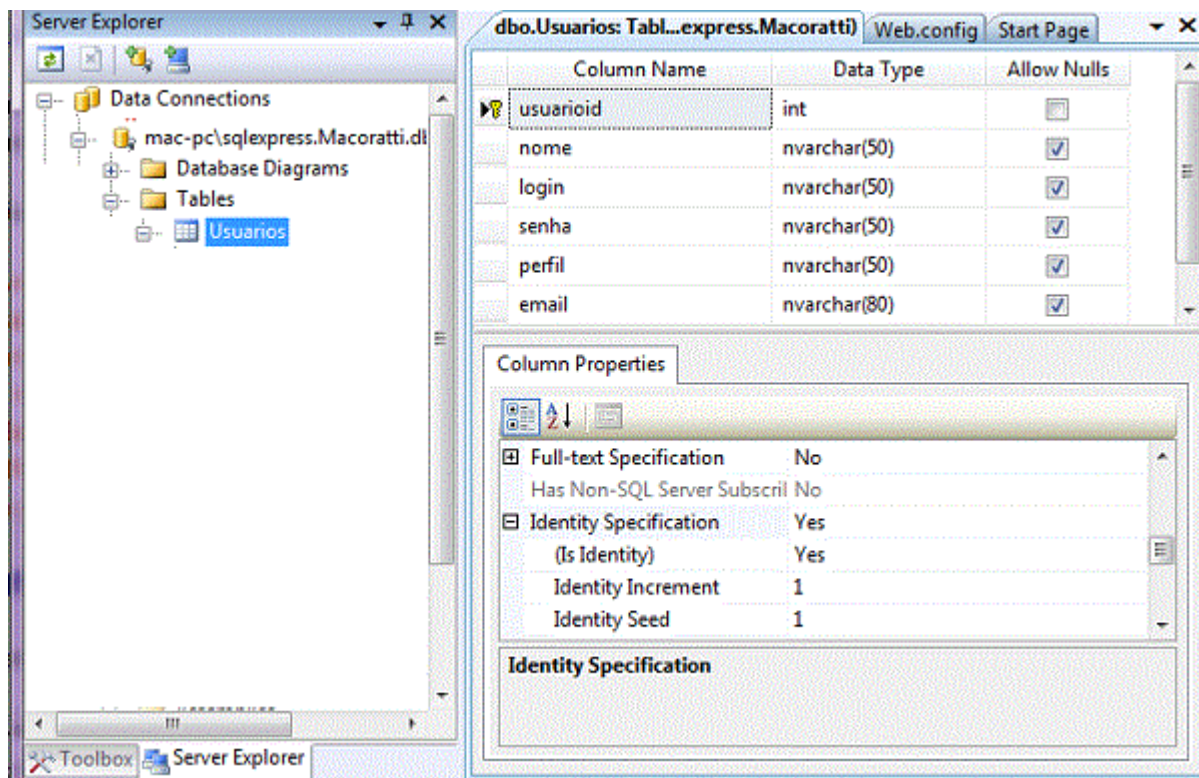 Server Explorer
Data Connections
mac-pc\sqlexpress.Macoratti.d
Database Diagrams
Tables
Usuarios
Toolbox
Server Explorer
dbo.Usuarios: Tabl...express.Macoratti)
Web.config
Start Page
Column Name Data Type Allow Nulls
usuarioid int
nome nvarchar(50)
login nvarchar(50)
senha nvarchar(50)
perfil nvarchar(50)
email nvarchar(80)
Column Properties
Full-text Specification No
Has Non-SQL Server Subscril No
Identity Specification Yes
(Is Identity) Yes
Identity Increment 1
Identity Seed 1
Identity Specification